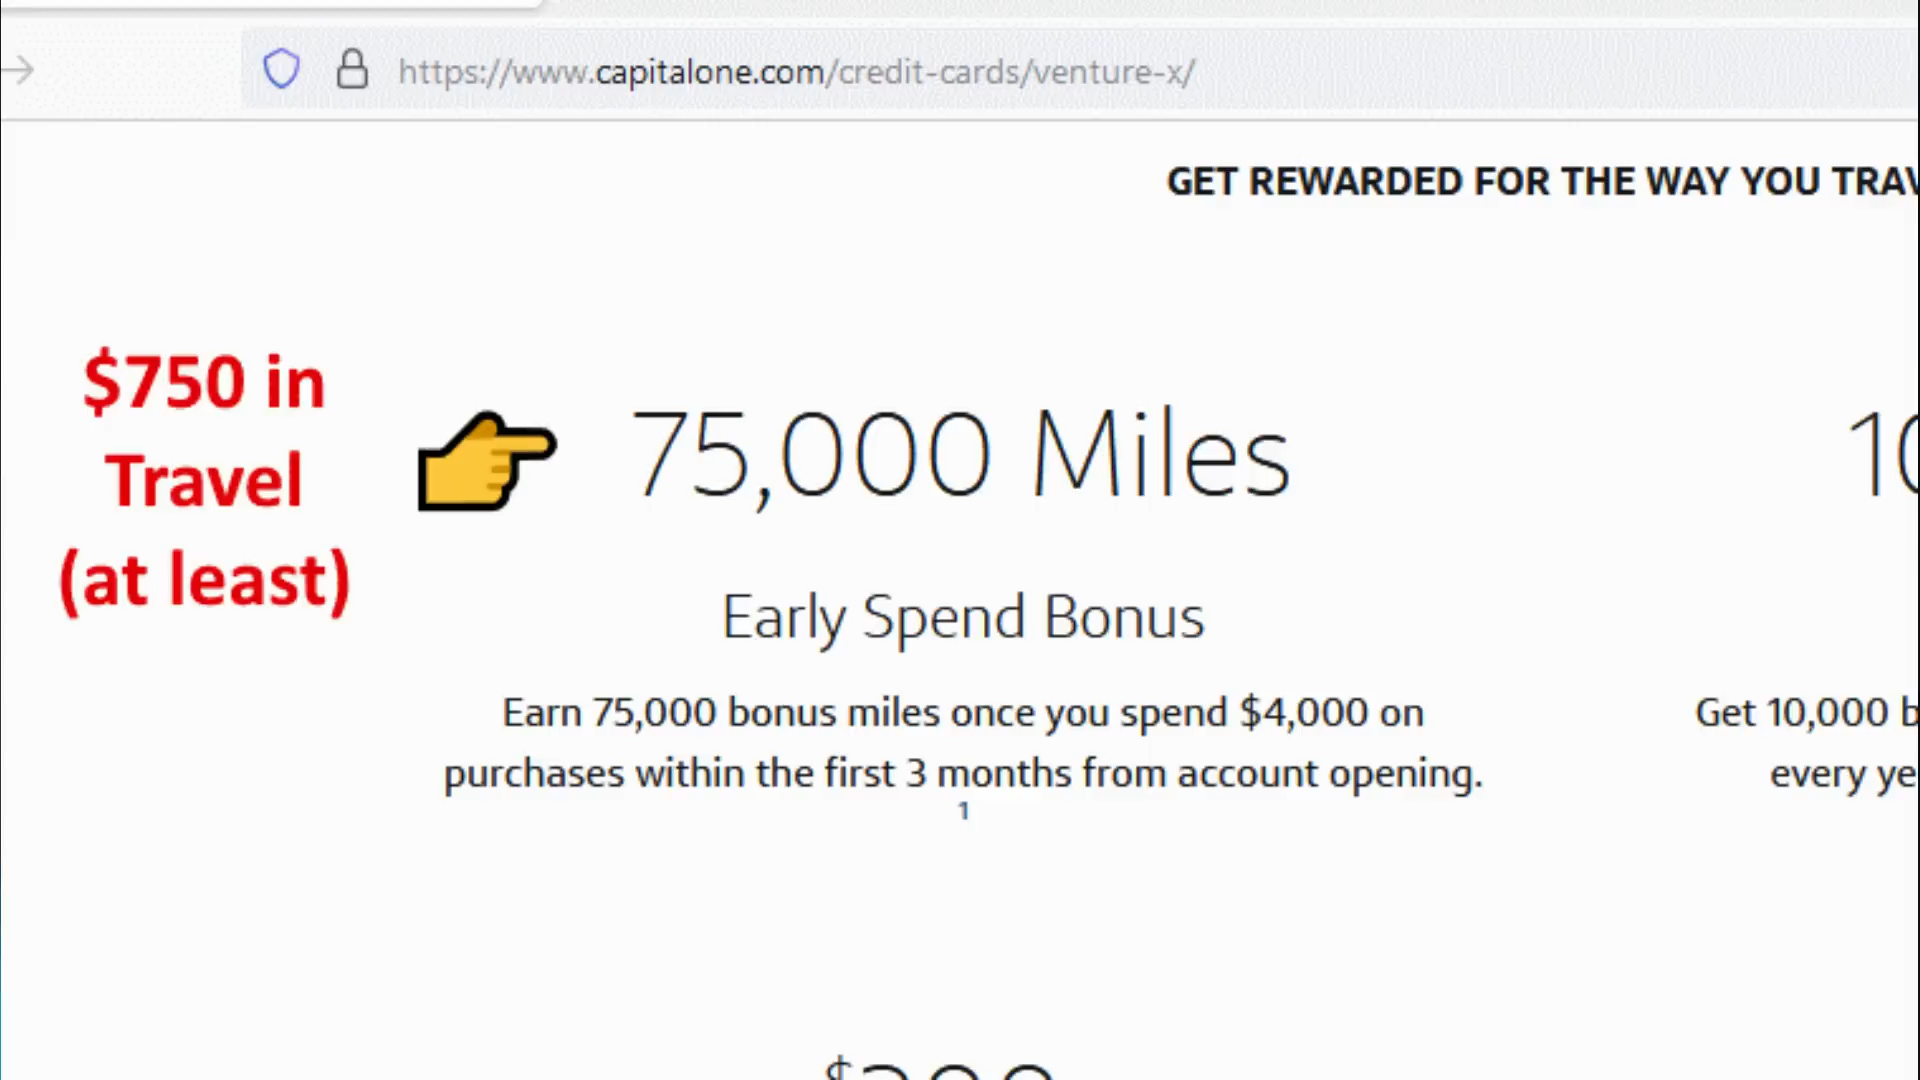 https://www.capitalone.com/credit-cards/venture-x/
GET REWARDED FOR THE WAY YOU
$750 in
Travel
(at least)
75,000 Miles
Early Spend Bonus
Earn 75,000 bonus miles once you spend $4,000 on
purchases within the first 3 months from account opening.
1
Get 10,000
every